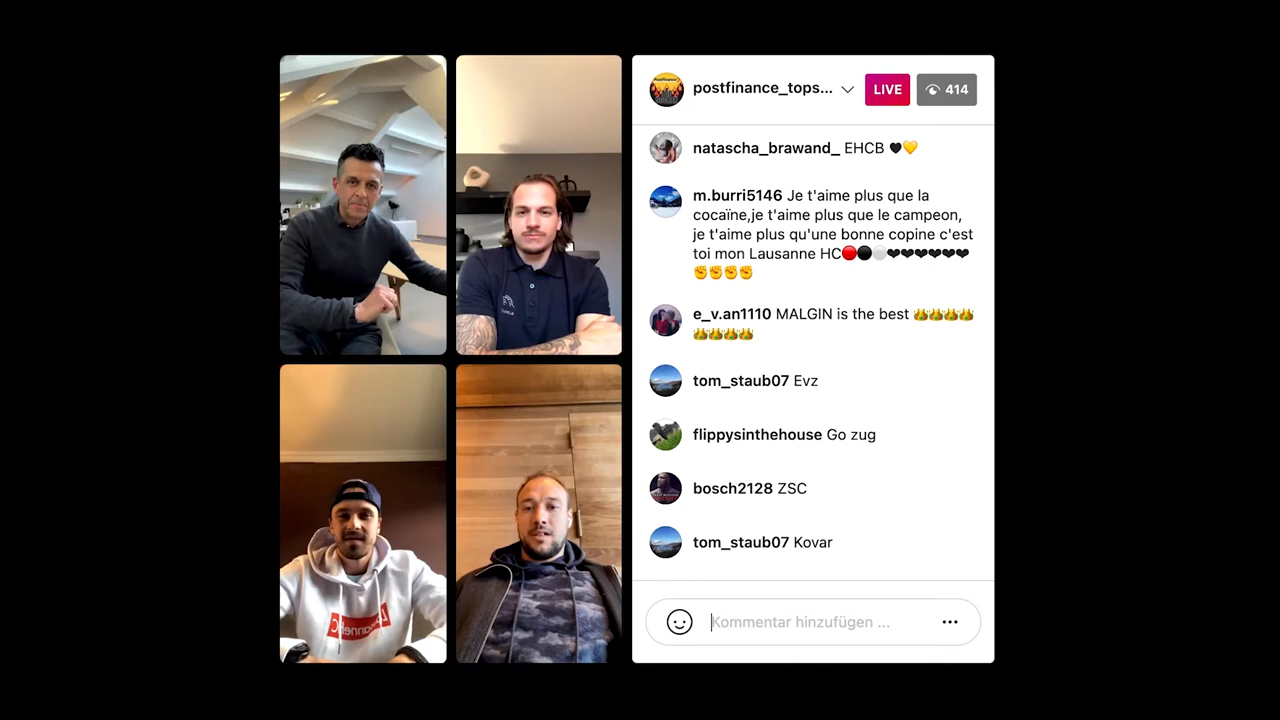 postfinance_tops...
LIVE
414
natascha_brawand_ EHCB 🖤💛
m.burri5146 Je t'aime plus que la
cocaïne,je t'aime plus que le campeon,
je t'aime plus qu'une bonne copine c'est
toi mon Lausanne HC🔴⚫⚪❤❤❤❤❤❤
✊✊✊✊
e_v.an1110 MALGIN is the best 👑👑👑👑
👑👑👑👑
tom_staub07 Evz
flippysinthehouse Go zug
bosch2128 ZSC
tom_staub07 Kovar
Kommentar hinzufügen ...